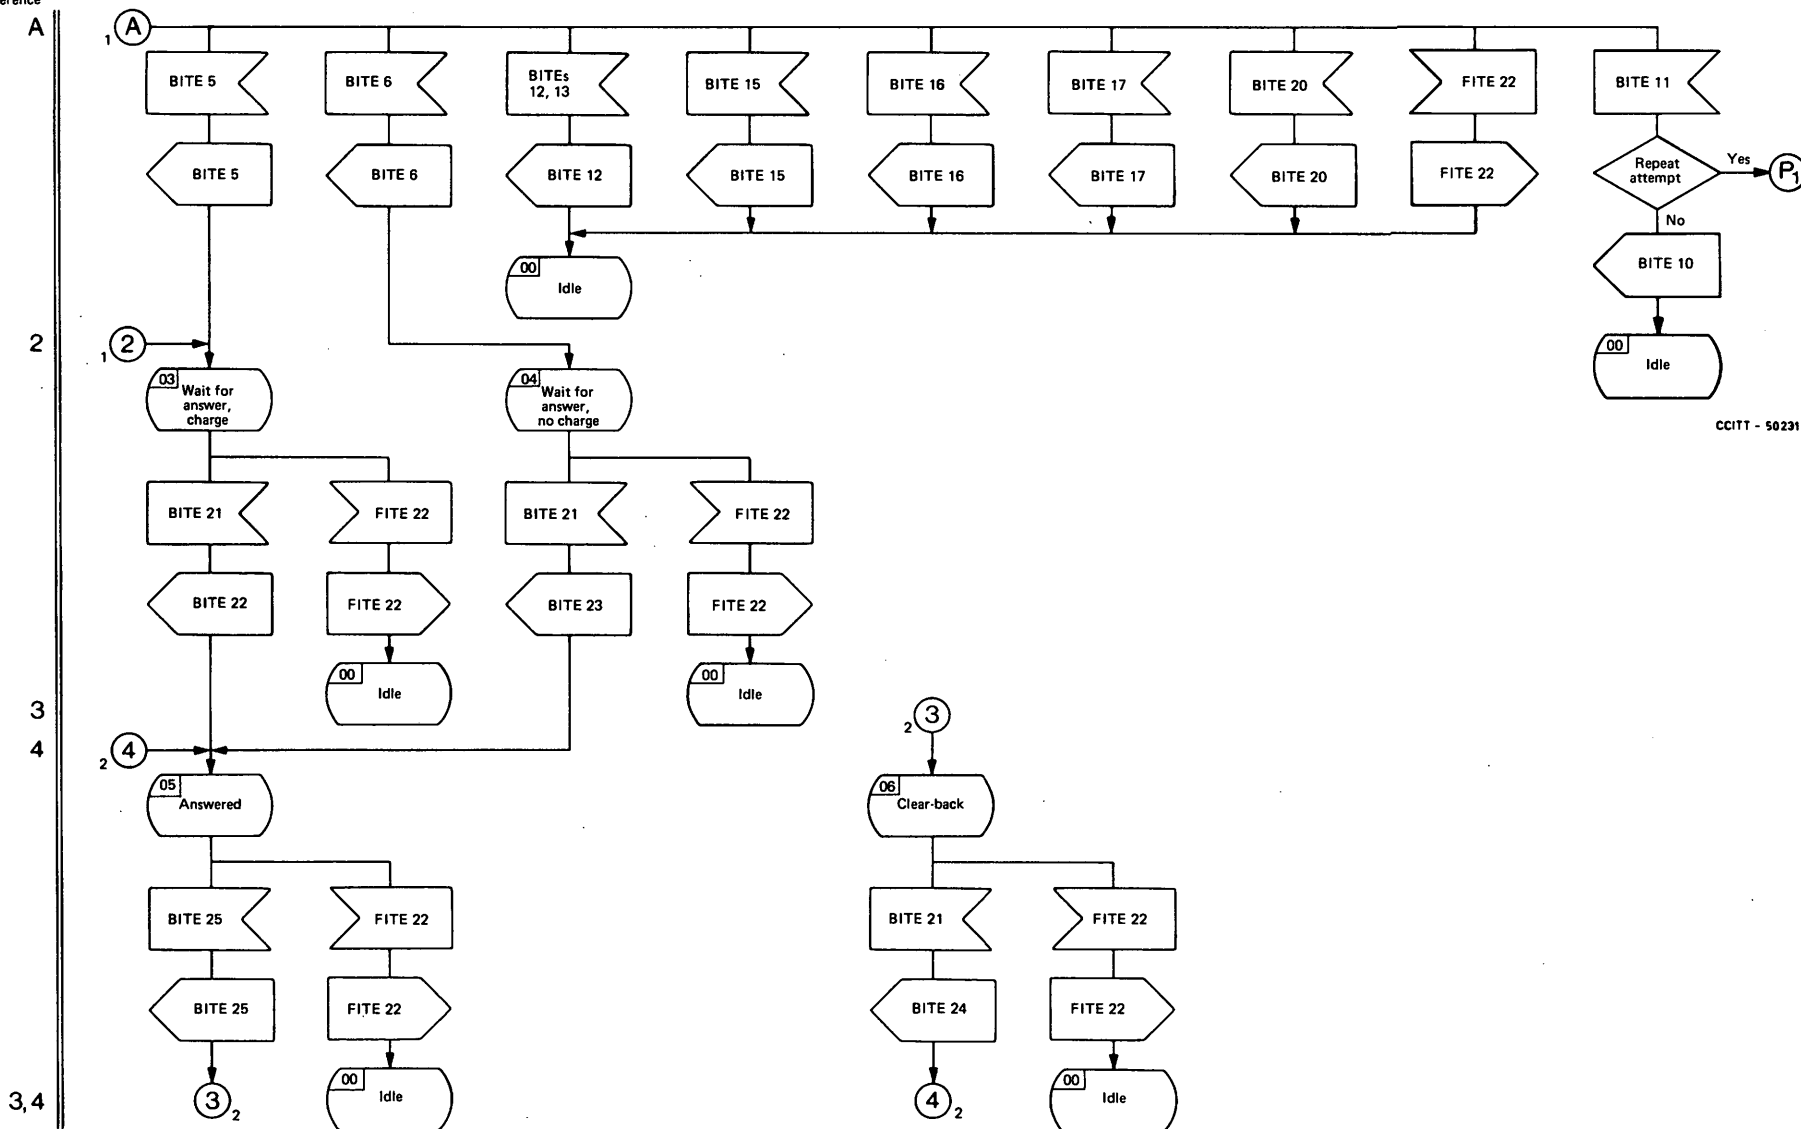 A
1
A
BITE 5
BITE 6
BITEs
12, 13
BITE 15
BITE 16
BITE 17
BITE 20
FITE 22
BITE 11
BITE 5
BITE 6
BITE 12
BITE 15
BITE 16
BITE 17
BITE 20
FITE 22
Repeat
attempt
Yes
P1
No
BITE 10
00
Idle
00
Idle
2
1
2
03
Wait for
answer,
charge
04
Wait for
answer,
no charge
CCITT - 50231
BITE 21
FITE 22
BITE 21
FITE 22
BITE 22
FITE 22
BITE 23
FITE 22
00
Idle
00
Idle
3
2
3
4
2
4
05
Answered
06
Clear-back
BITE 25
FITE 22
BITE 21
FITE 22
BITE 25
FITE 22
BITE 24
FITE 22
3,4
3
2
00
Idle
4
2
00
Idle